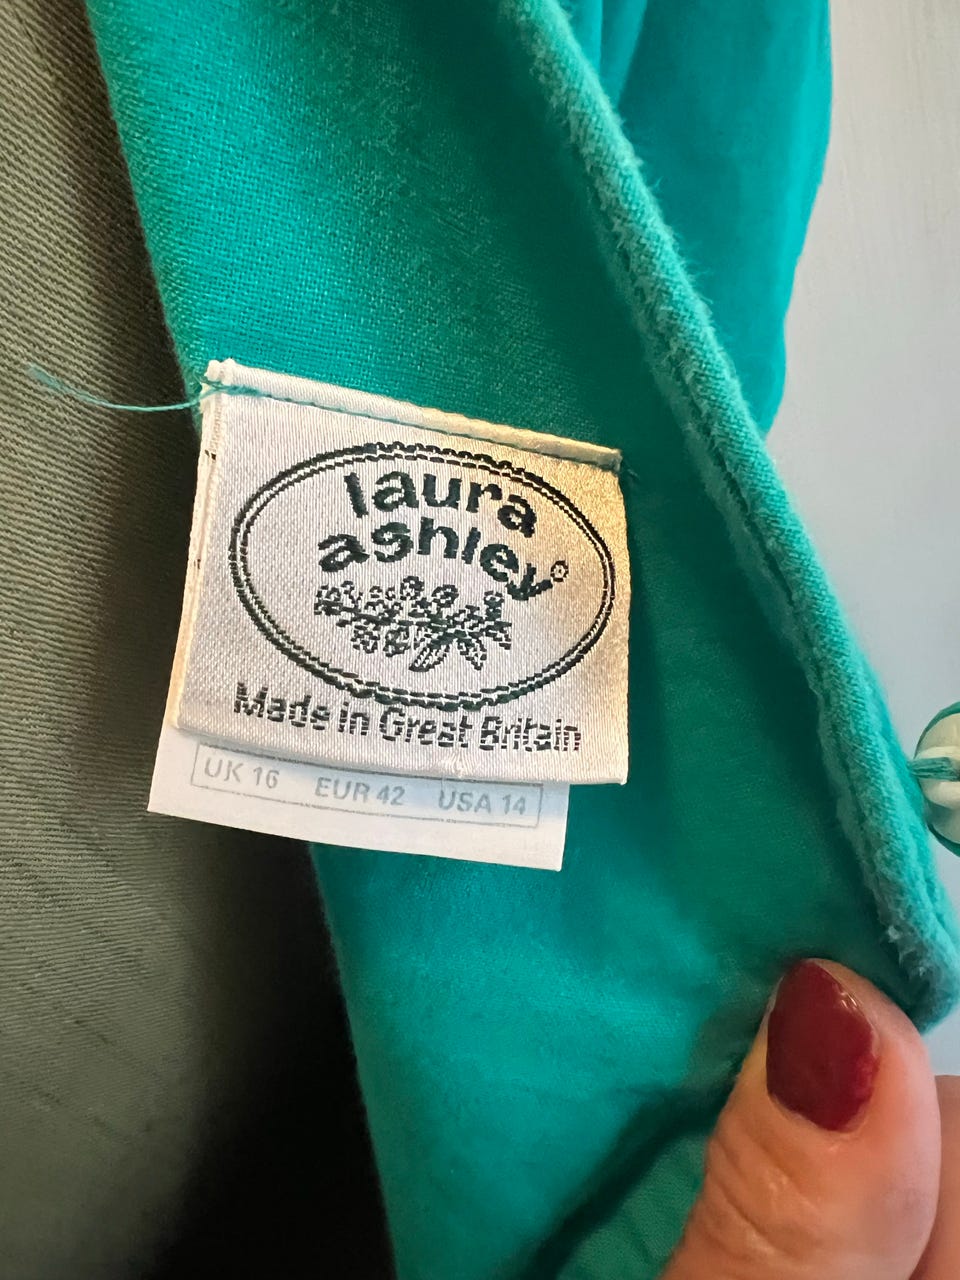 laura
ashley®
Made in Great Britain
UK 16 EUR 42 USA 14